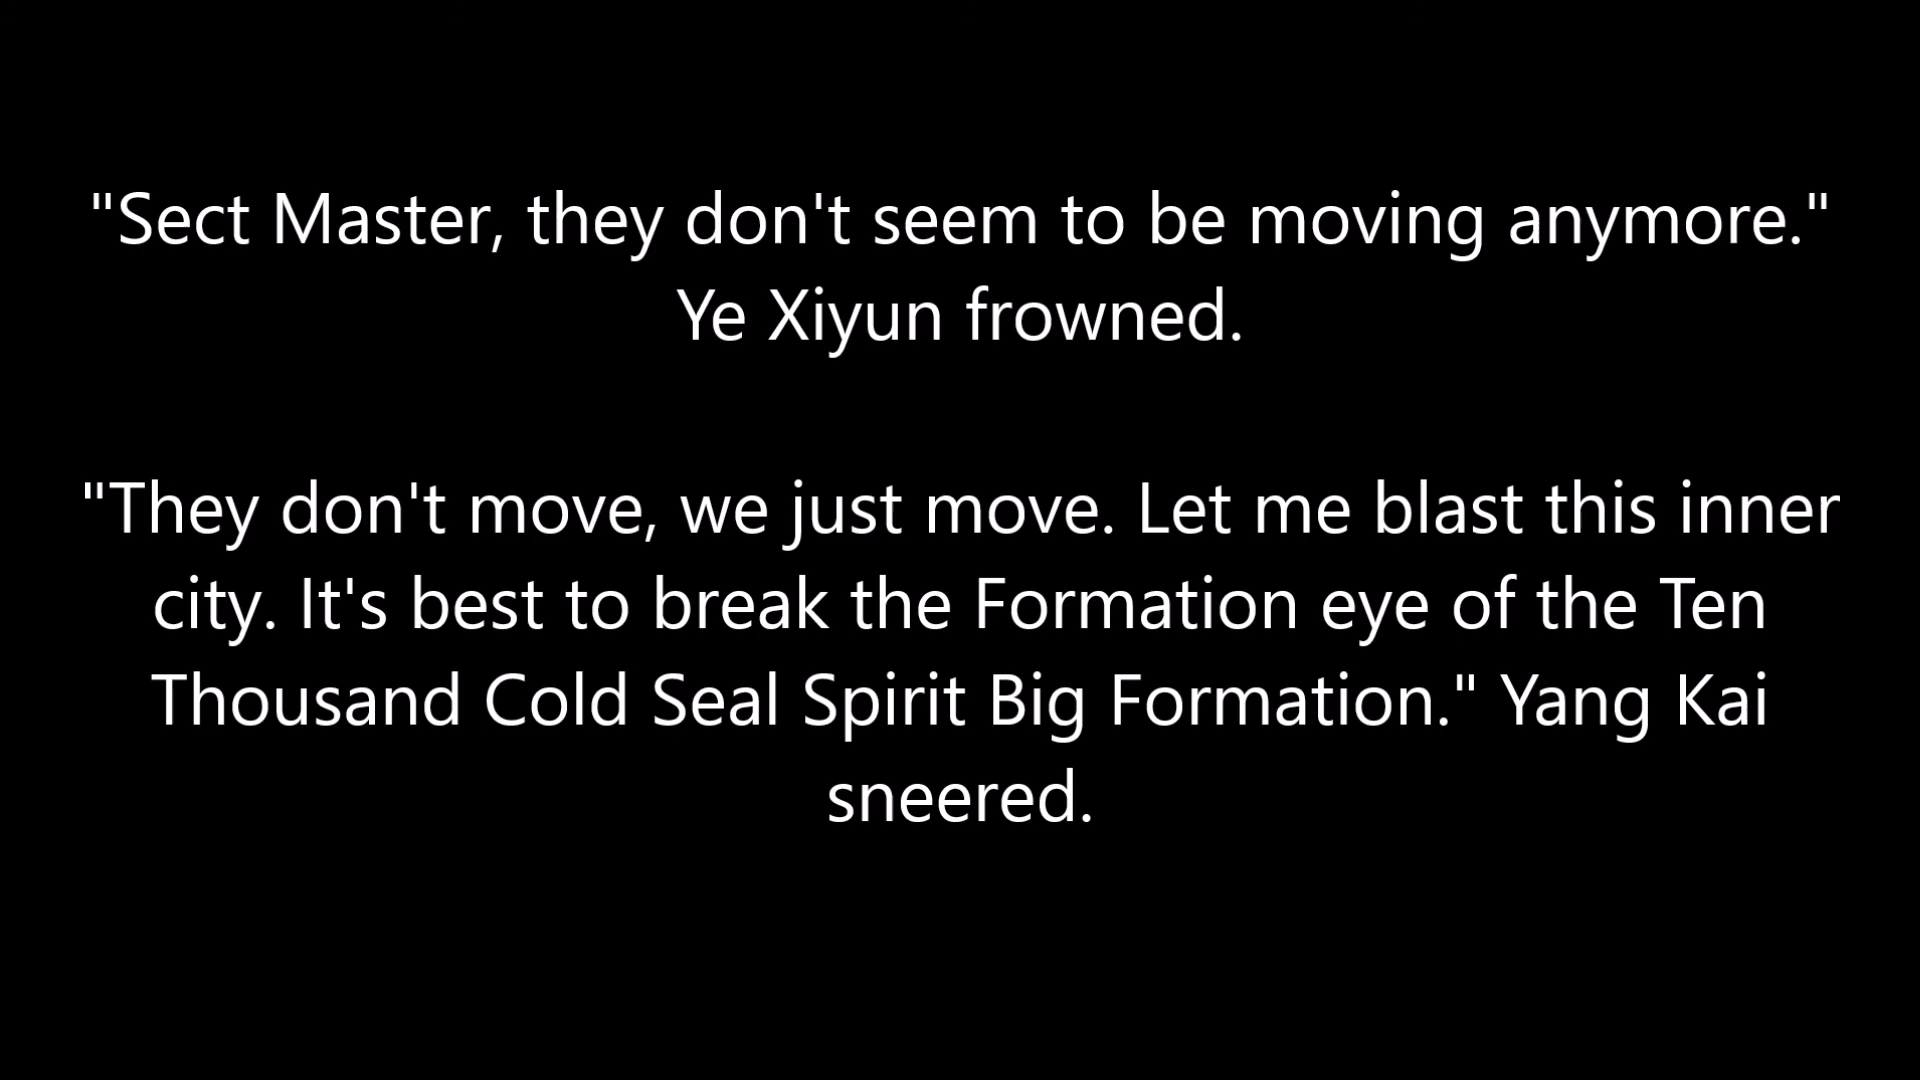 "Sect Master, they don't seem to be moving anymore."
Ye Xiyun frowned.
"They don't move, we just move. Let me blast this inner
city. It's best to break the Formation eye of the Ten
Thousand Cold Seal Spirit Big Formation." Yang Kai
sneered.